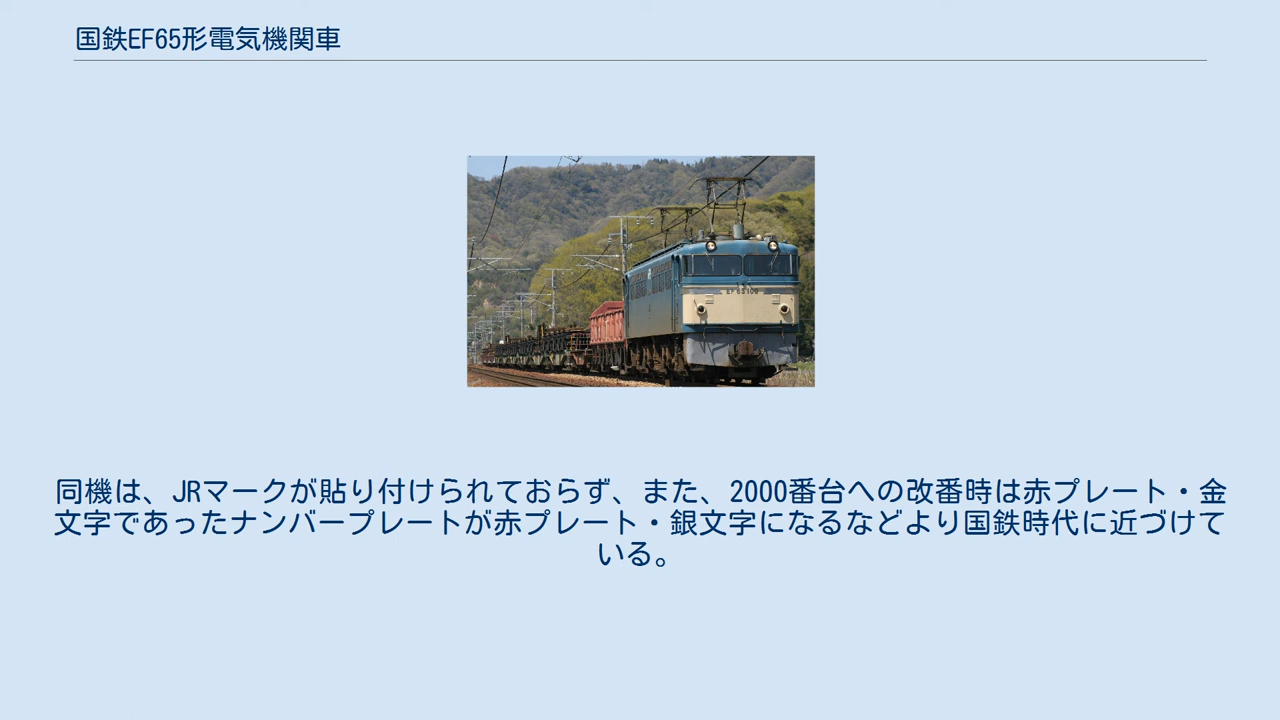 国鉄EF65形電気機関車
同機は、JRマークが貼り付けられておらず、また、2000番台への改番時は赤プレート・金
文字であったナンバープレートが赤プレート・銀文字になるなどより国鉄時代に近づけて
いる。